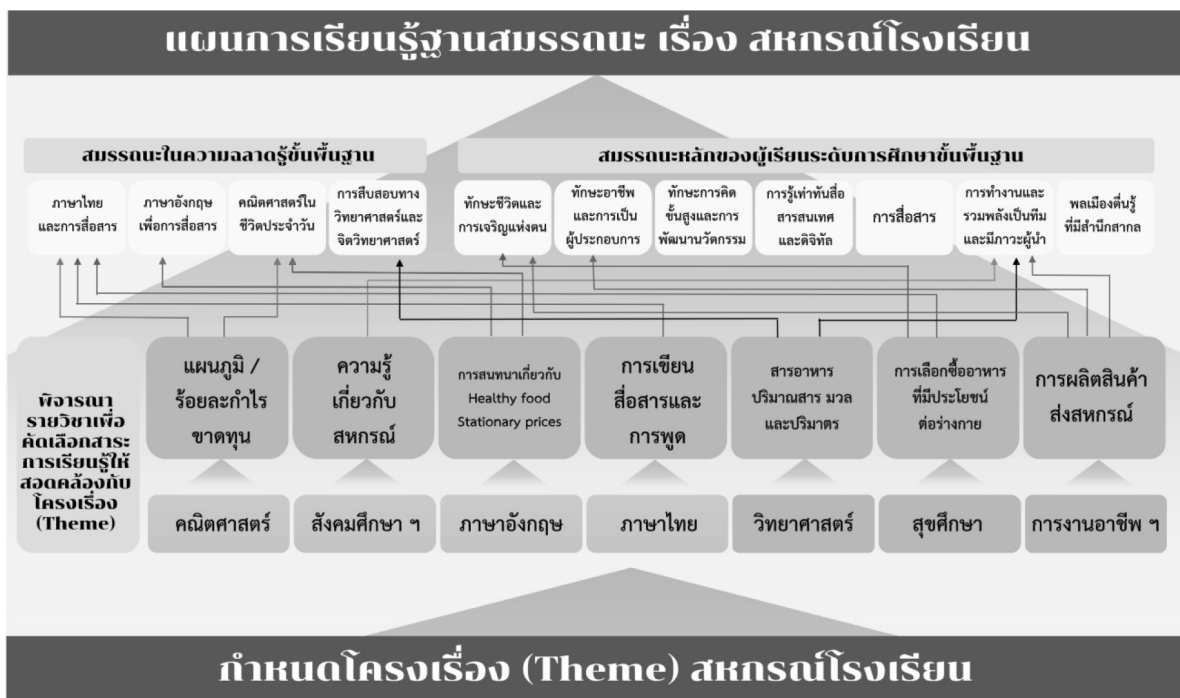 แผนการเรียนรู้ฐานสมรรถนะ เรื่อง สหกรณ์โรงเรียน
สมรรถนะในความฉลาดรู้ขั้นพื้นฐาน
สมรรถนะหลักของผู้เรียนระดับการศึกษาขั้นพื้นฐาน
ภาษาไทย
และการสื่อสาร
ภาษาอังกฤษ
เพื่อการสื่อสาร
คณิตศาสตร์ใน
ชีวิตประจำวัน
การสืบสอบทาง
วิทยาศาสตร์และ
จิตวิทยาศาสตร์
ทักษะชีวิตและ
การเจริญแห่งตน
ทักษะอาชีพ
และการเป็น
ผู้ประกอบการ
ทักษะการคิด
ขั้นสูงและการ
พัฒนานวัตกรรม
การรู้เท่าทันสื่อ
สารสนเทศ
และดิจิทัล
การสื่อสาร
การทำงานและ
รวมพลังเป็นทีม
และมีภาวะผู้นำ
พลเมืองตื่นรู้
ที่มีสำนึกสากล
พิจารณา
รายวิชาเพื่อ
คัดเลือกสาระ
การเรียนรู้ให้
สอดคล้องกับ
โครงเรื่อง
(Theme)
แผนภูมิ /
ร้อยละกำไร
ขาดทุน
ความรู้
เกี่ยวกับ
สหกรณ์
การสนทนาเกี่ยวกับ
Healthy food
Stationary prices
การเขียน
สื่อสารและ
การพูด
สารอาหาร
ปริมาณสาร มวล
และปริมาตร
การเลือกซื้ออาหาร
ที่มีประโยชน์
ต่อร่างกาย
การผลิตสินค้า
ส่งสหกรณ์
คณิตศาสตร์
สังคมศึกษา ฯ
ภาษาอังกฤษ
ภาษาไทย
วิทยาศาสตร์
สุขศึกษา
การงานอาชีพ ฯ
กำหนดโครงเรื่อง (Theme) สหกรณ์โรงเรียน